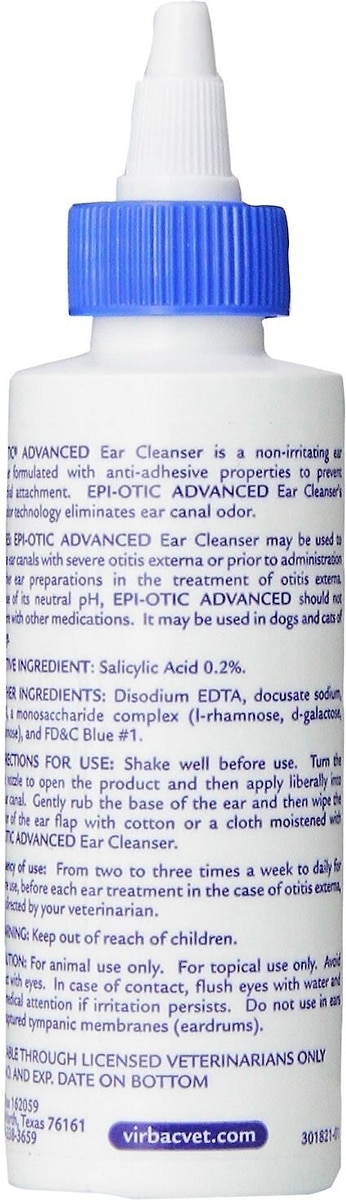 ADVANCED Ear Cleanser is a non-irritating
formulated with anti-adhesive properties to prevent
attachment. EPI-OTIC ADVANCED Ear Cleanser's
technology eliminates ear canal odor.
EPI-OTIC ADVANCED Ear Cleanser may be used to
canals with severe otitis externa or prior to administration
ear preparations in the treatment of otitis externa.
of its neutral pH, EPI-OTIC ADVANCED should not
with other medications. It may be used in dogs and cats of
INGREDIENT: Salicylic Acid 0.2%.
INGREDIENTS: Disodium EDTA, docusate sodium,
a monosaccharide complex (l-rhamnose, d-galactose,
and FD&C Blue #1.
FOR USE: Shake well before use. Turn the
nozzle to open the product and then apply liberally into
canal. Gently rub the base of the ear and then wipe the
of the ear flap with cotton or a cloth moistened with
ADVANCED Ear Cleanser.
of use: From two to three times a week to daily for
use, before each ear treatment in the case of otitis externa,
by your veterinarian.
Keep out of reach of children.
For animal use only. For topical use only. Avoid
with eyes. In case of contact, flush eyes with water and
attention if irritation persists. Do not use in ears
tympanic membranes (eardrums).
THROUGH LICENSED VETERINARIANS ONLY
AND EXP. DATE ON BOTTOM
162059
Texas 76161
-3659
virbacvet.com
301821-0